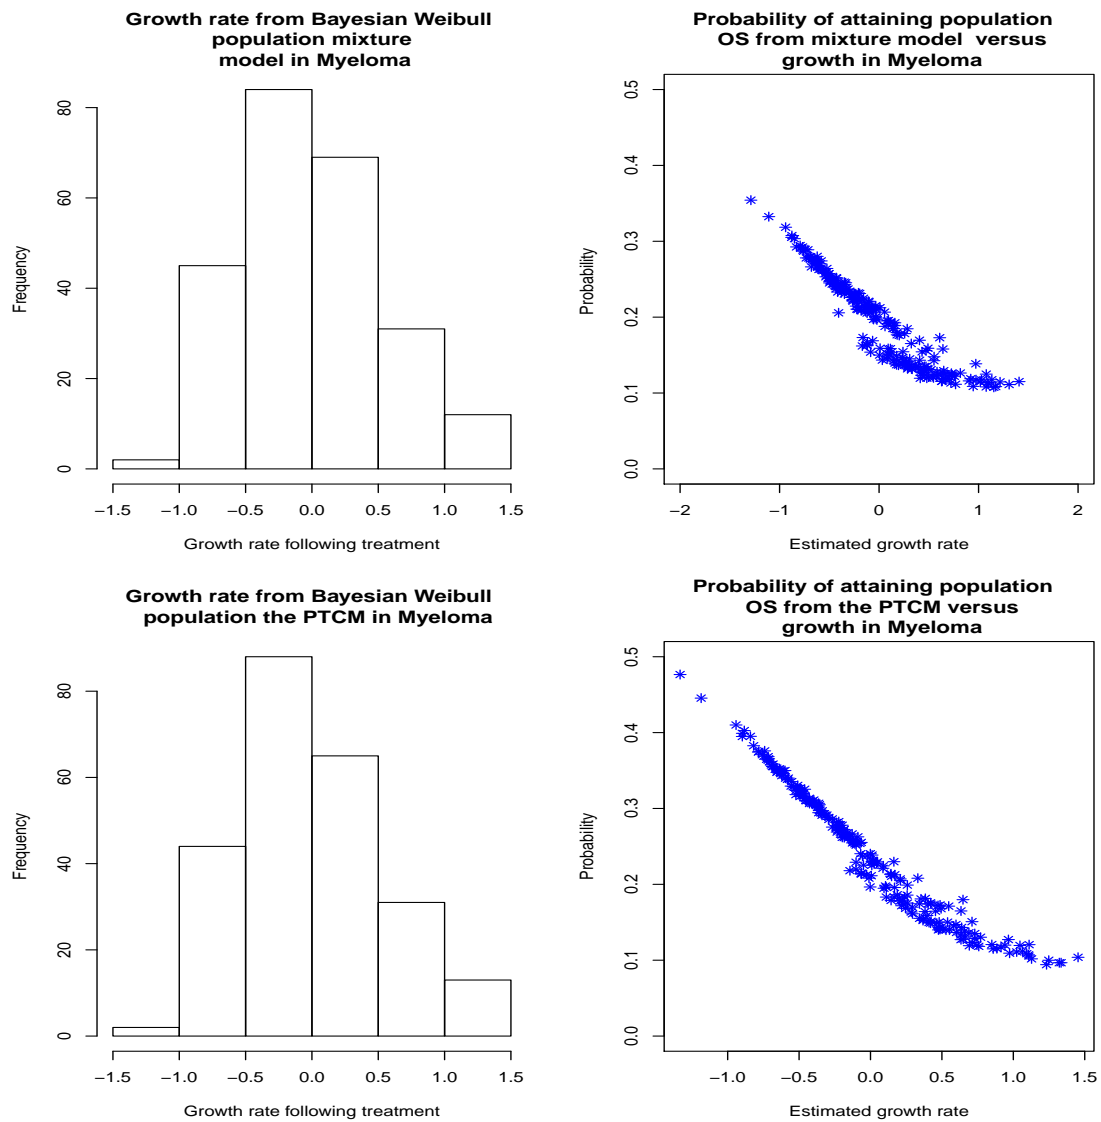 Growth rate from Bayesian Weibull
population mixture
model in Myeloma
Frequency
0
20
40
60
80
−1.5 −1.0 −0.5 0.0 0.5 1.0 1.5
Growth rate following treatment
Probability of attaining population
OS from mixture model versus
growth in Myeloma
Probability
0.0
0.1
0.2
0.3
0.4
0.5
−2 −1 0 1 2
Estimated growth rate
Growth rate from Bayesian Weibull
population the PTCM in Myeloma
Frequency
0
20
40
60
80
−1.5 −1.0 −0.5 0.0 0.5 1.0 1.5
Growth rate following treatment
Probability of attaining population
OS from the PTCM versus
growth in Myeloma
Probability
0.0
0.1
0.2
0.3
0.4
0.5
−1.0 −0.5 0.0 0.5 1.0 1.5
Estimated growth rate